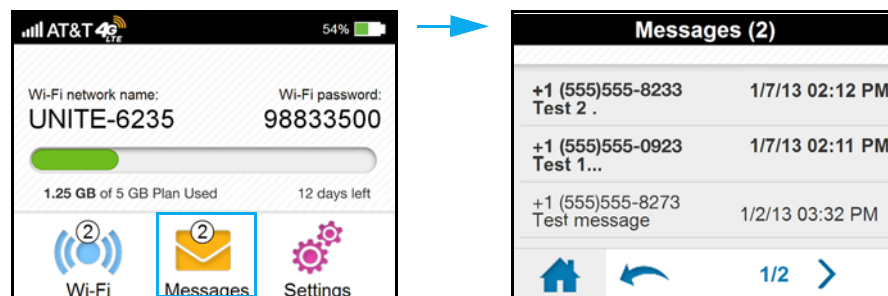 AT&T 4G LTE 54%
Wi-Fi network name: Wi-Fi password:
UNITE-6235 98833500
1.25 GB of 5 GB Plan Used 12 days left
2 2
Wi-Fi Messages Settings
Messages (2)
+1 (555)555-8233 1/7/13 02:12 PM
Test 2 .
+1 (555)555-0923 1/7/13 02:11 PM
Test 1...
+1 (555)555-8273
Test message 1/2/13 03:32 PM
1/2